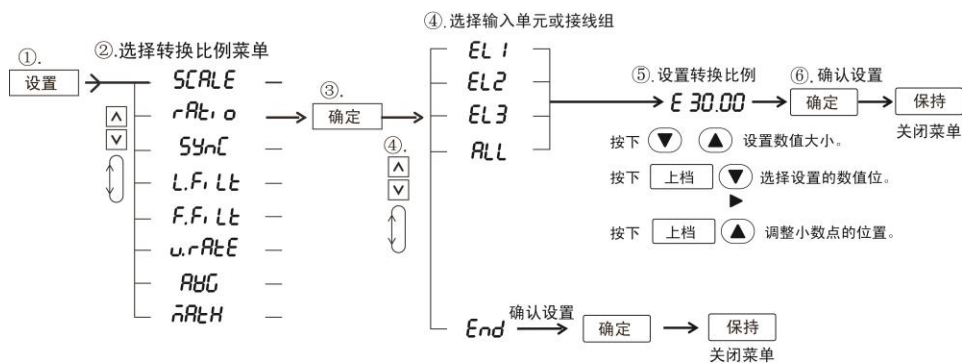 ①.
设置
②.选择转换比例菜单
SCALE
rAtio
SYnC
L.FiLt
F.FiLt
u.rAtE
AVG
mAtH
③.
确定
④.
④.选择输入单元或接线组
EL1
EL2
EL3
ALL
⑤.设置转换比例
E 30.00
⑥.确认设置
确定
保持
关闭菜单
按下 ▼ ▲ 设置数值大小。
按下 上档 ▼ 选择设置的数值位。
▶
按下 上档 ▲ 调整小数点的位置。
End
确认设置
确定
保持
关闭菜单